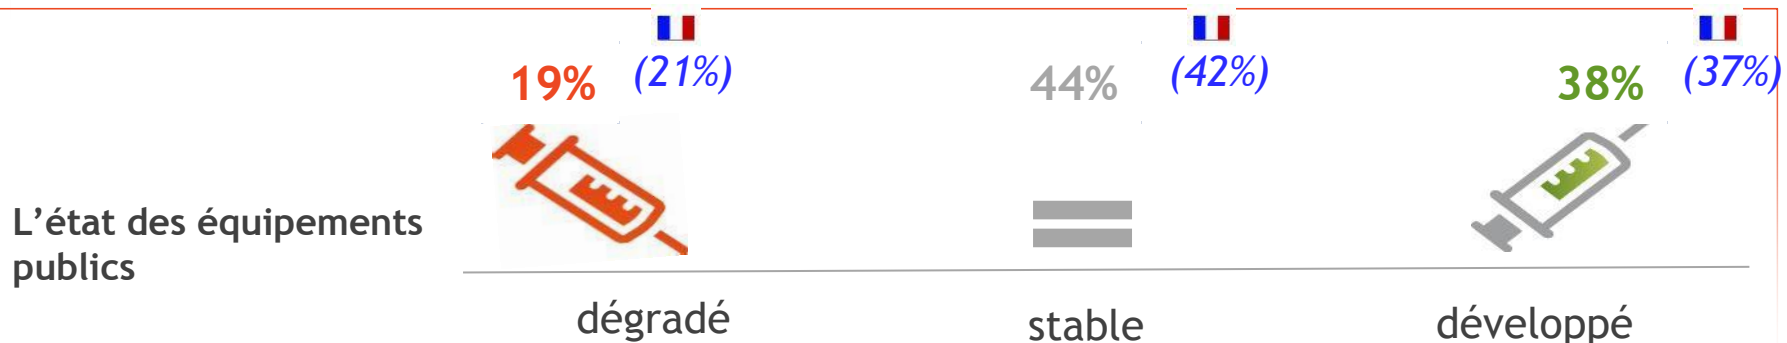 19% (21%) 44% (42%) 38% (37%)
L’état des équipements
publics
dégradé stable développé